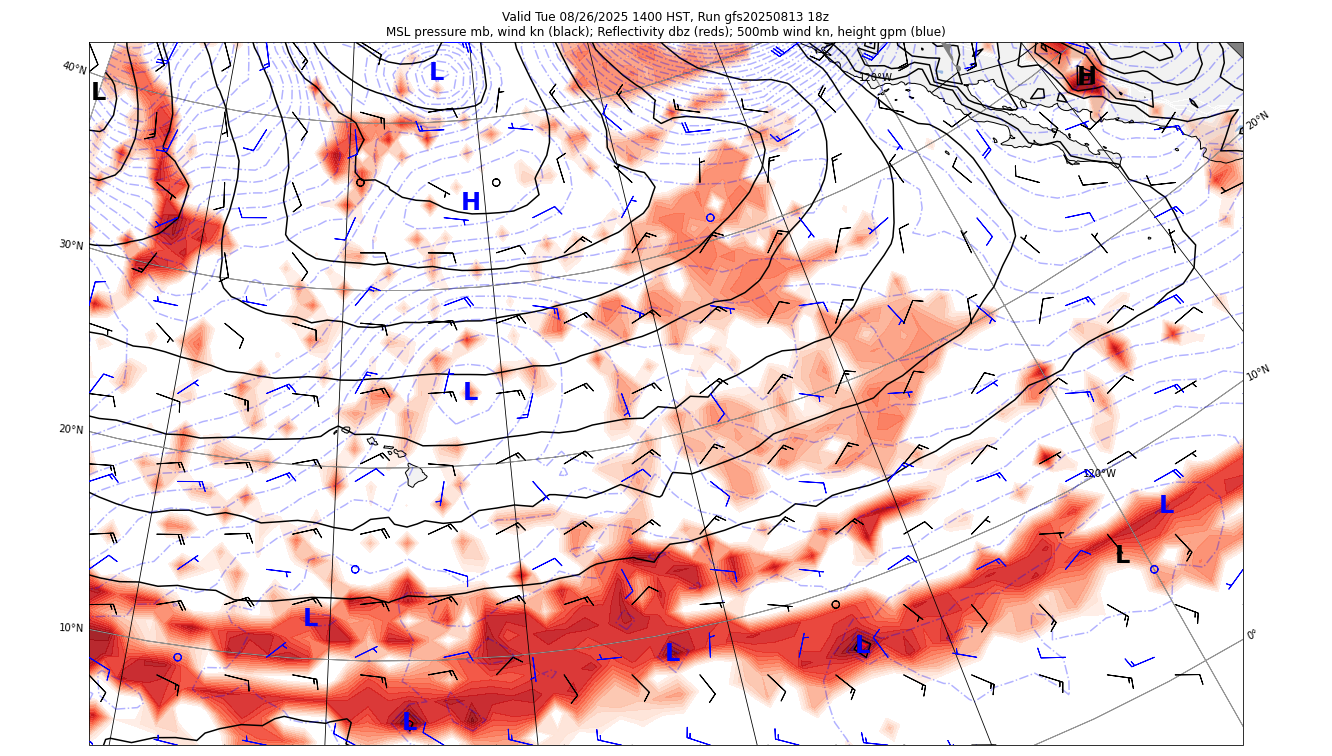 Valid Tue 08/26/2025 1400 HST, Run gfs20250813 18z
MSL pressure mb, wind kn (black); Reflectivity dbz (reds); 500mb wind kn, height gpm (blue)
40°N
L
L
120°W
H
20°N
H
30°N
10°N
L
20°N
120°W
L
L
L
10°N
0°
L
L
L